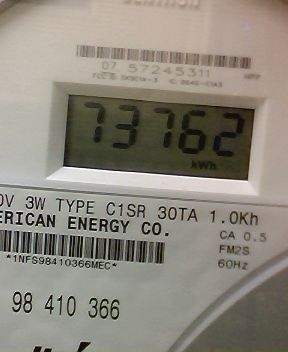 07 57245311
73762
kWh
0V 3W TYPE C1SR 30TA 1.0Kh
ERICAN ENERGY CO.
CA 0.5
FM2S
60Hz
*1NFS98410366MEC*
98 410 366